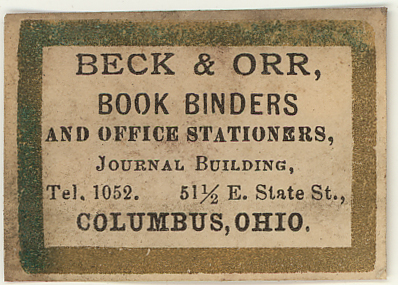 BECK & ORR,
BOOK BINDERS
AND OFFICE STATIONERS,
JOURNAL BUILDING,
Tel. 1052. 51½ E. State St.,
COLUMBUS, OHIO.